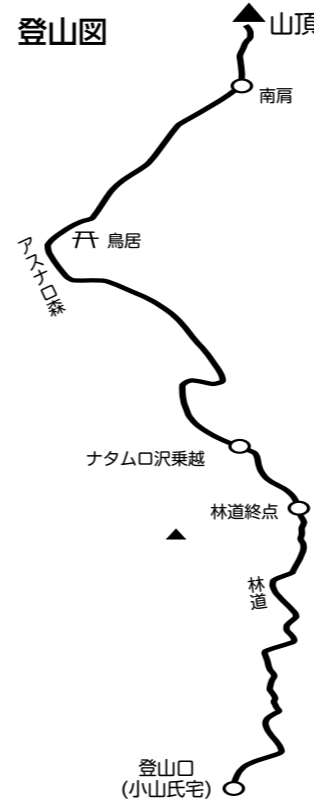 登山図
山頂
南肩
鳥居
アスナロ森
ナタムロ沢乗越
林道終点
林道
登山口
(小山氏宅)